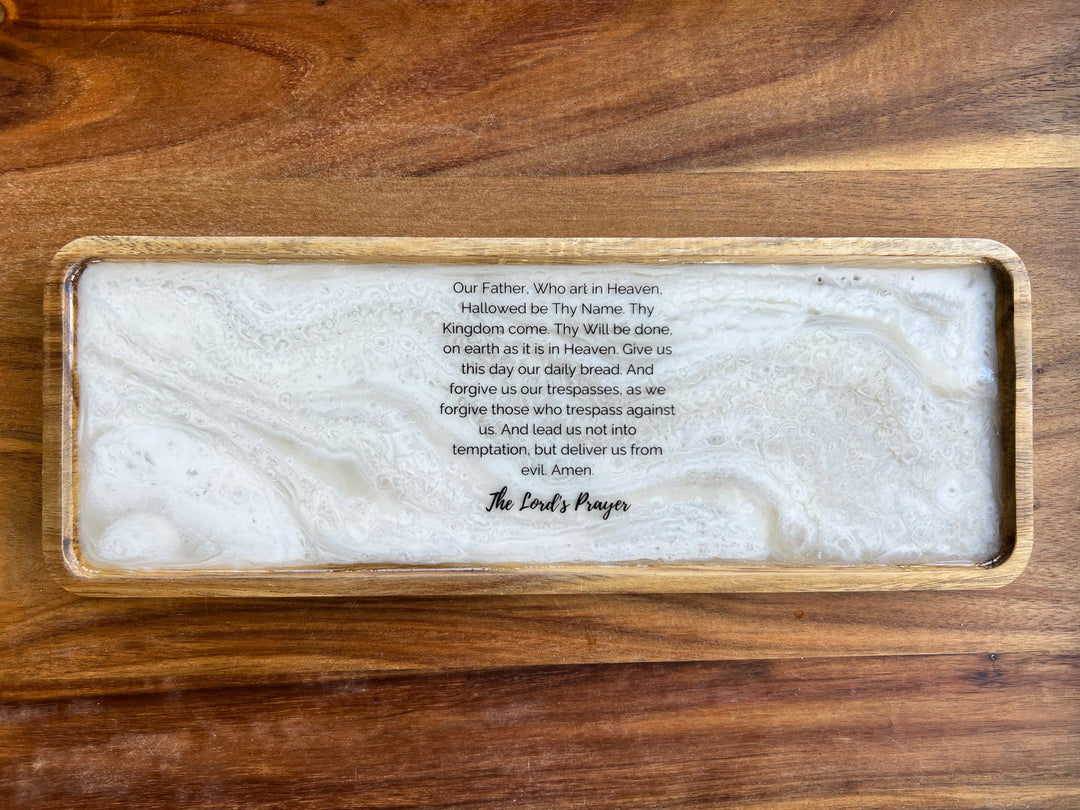 Our Father, Who art in Heaven,
Hallowed be Thy Name. Thy
Kingdom come. Thy Will be done,
on earth as it is in Heaven. Give us
this day our daily bread. And
forgive us our trespasses, as we
forgive those who trespass against
us. And lead us not into
temptation, but deliver us from
evil. Amen.
The Lord's Prayer